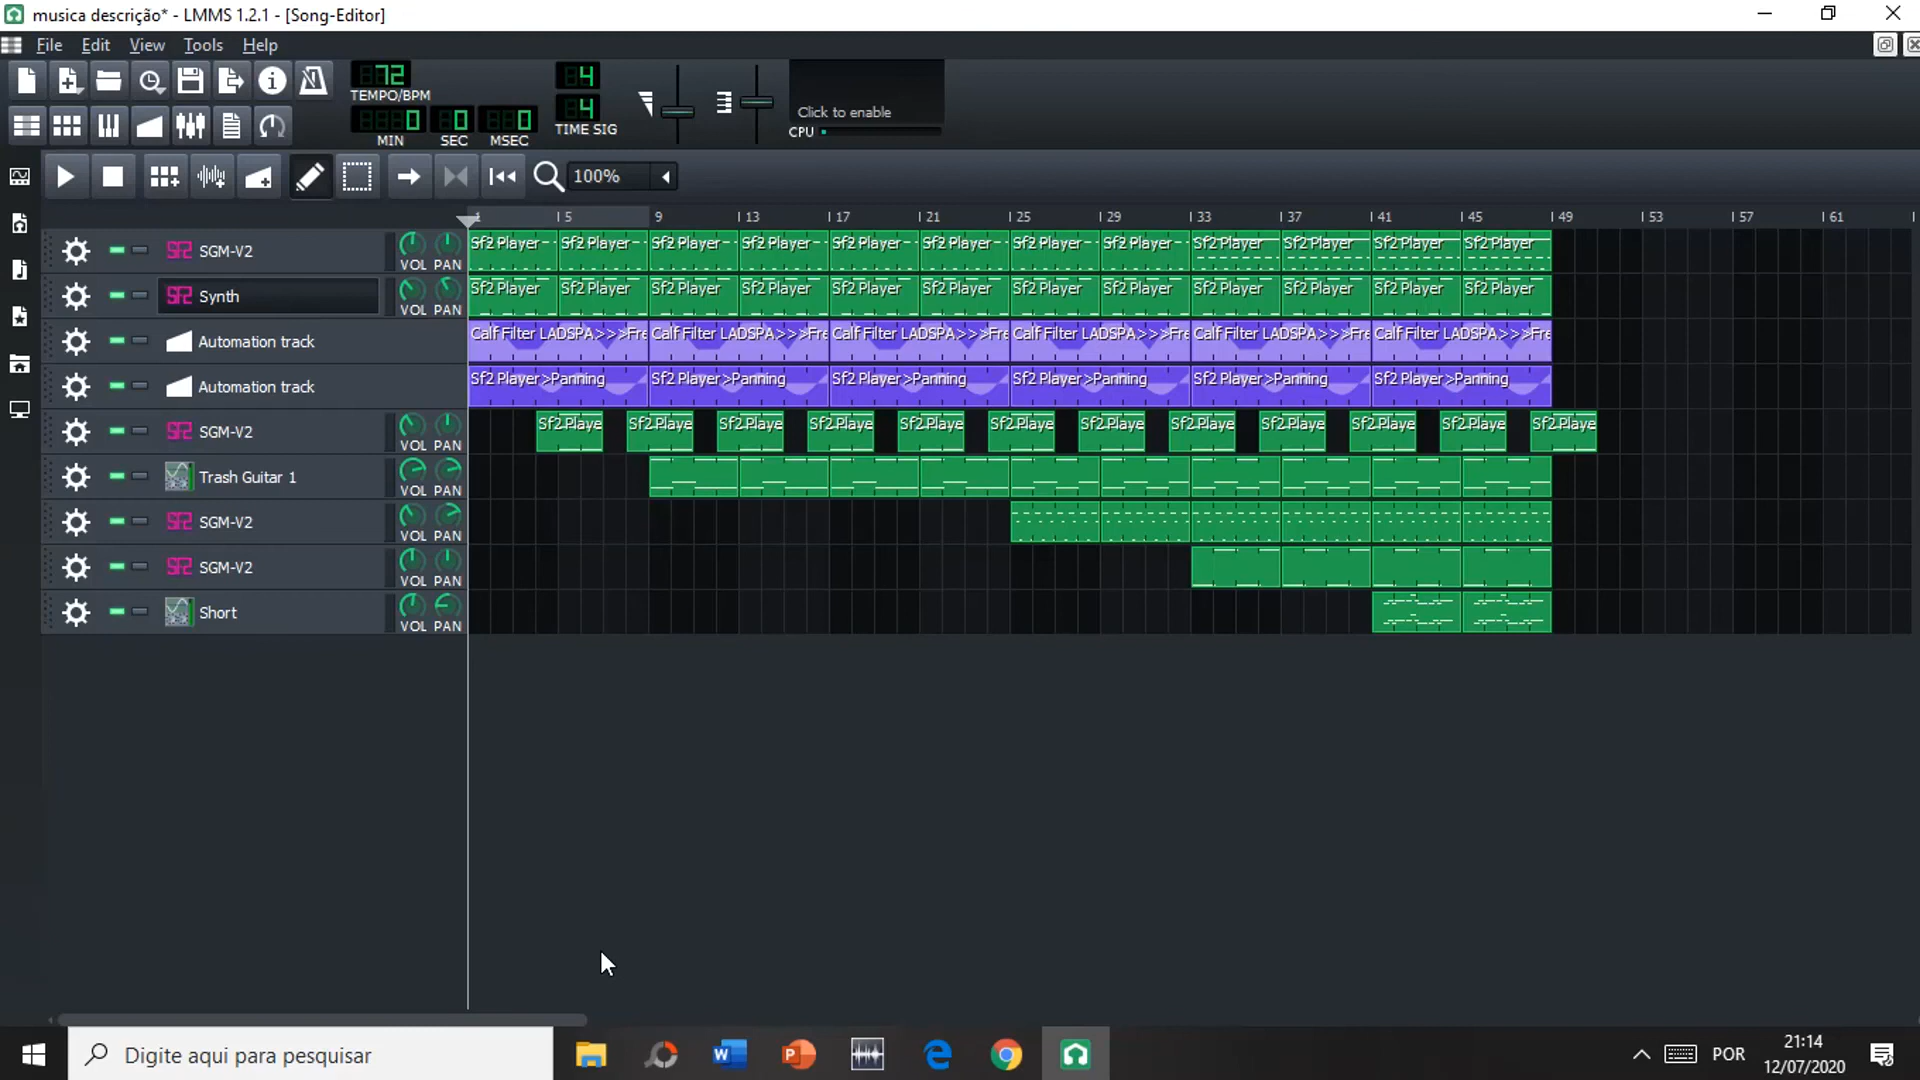 musica descrição* - LMMS 1.2.1 - [Song-Editor]
File Edit View Tools Help
72
TEMPO/BPM
0 0 0
MIN SEC MSEC
4
4
TIME SIG
Click to enable
CPU
100%
1 5 9 13 17 21 25 29 33 37 41 45 49 53 57 61
SGM-V2 VOL PAN Sf2 Player Sf2 Player Sf2 Player Sf2 Player Sf2 Player Sf2 Player Sf2 Player Sf2 Player Sf2 Player Sf2 Player Sf2 Player Sf2 Player
Synth VOL PAN Sf2 Player Sf2 Player Sf2 Player Sf2 Player Sf2 Player Sf2 Player Sf2 Player Sf2 Player Sf2 Player Sf2 Player Sf2 Player Sf2 Player
Automation track Calf Filter LADSPA>>>Fre Calf Filter LADSPA>>>Fre Calf Filter LADSPA>>>Fre Calf Filter LADSPA>>>Fre Calf Filter LADSPA>>>Fre Calf Filter LADSPA>>>Fre
Automation track Sf2 Player>Panning Sf2 Player>Panning Sf2 Player>Panning Sf2 Player>Panning Sf2 Player>Panning Sf2 Player>Panning
SGM-V2 VOL PAN Sf2 Playe Sf2 Playe Sf2 Playe Sf2 Playe Sf2 Playe Sf2 Playe Sf2 Playe Sf2 Playe Sf2 Playe Sf2 Playe Sf2 Playe Sf2 Playe
Trash Guitar 1 VOL PAN
SGM-V2 VOL PAN
SGM-V2 VOL PAN
Short VOL PAN
Digite aqui para pesquisar
POR
21:14
12/07/2020